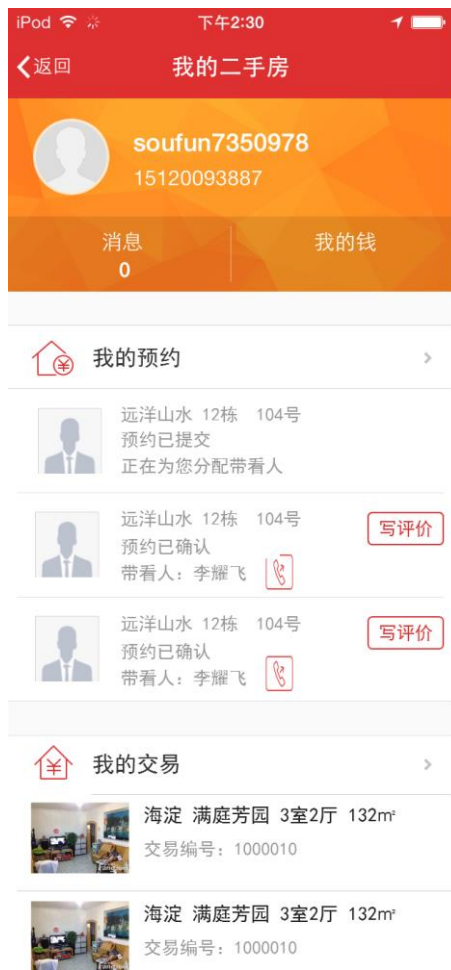 iPod 下午2:30
返回 我的二手房
soufun7350978
15120093887
消息 我的钱
0
我的预约
远洋山水 12栋 104号
预约已提交
正在为您分配带看人
远洋山水 12栋 104号
写评价
预约已确认
带看人：李耀飞
远洋山水 12栋 104号
写评价
预约已确认
带看人：李耀飞
我的交易
海淀 满庭芳园 3室2厅 132㎡
交易编号：1000010
海淀 满庭芳园 3室2厅 132㎡
交易编号：1000010